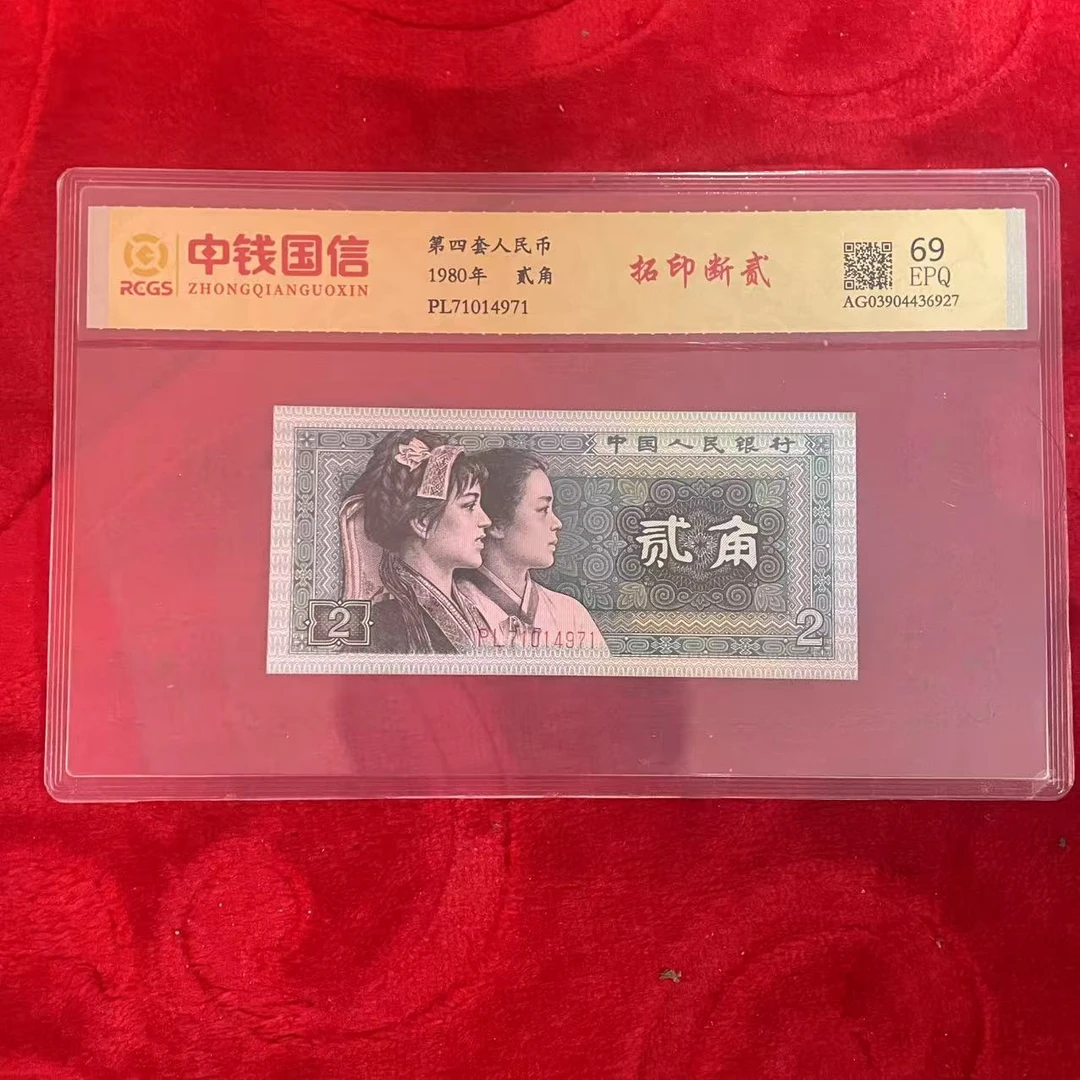 中钱国信
RCGS
ZHONGQIANGUOXIN
第四套人民币
1980年 贰角
PL71014971
拓印断贰
69
EPQ
AG03904436927
中国人民银行
贰角
2
PL71014971
2